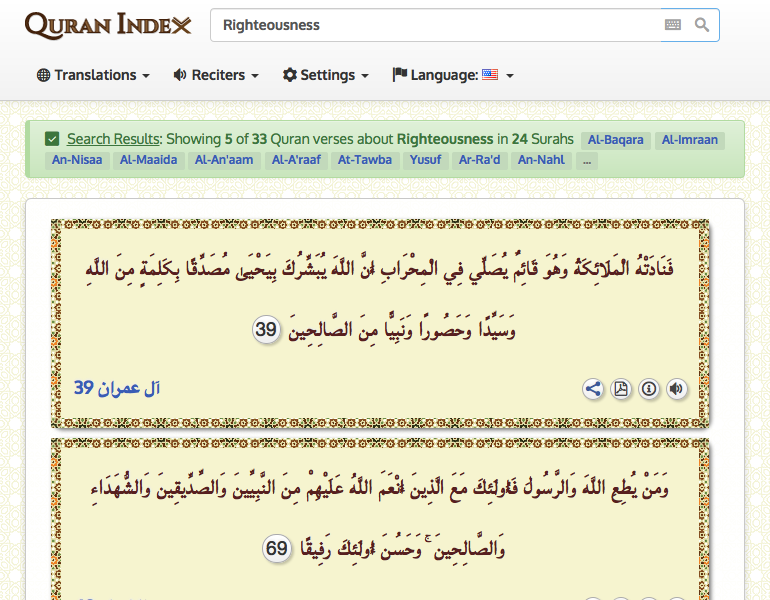 QURAN INDEX
Righteousness
Translations
Reciters
Settings
Language:
Search Results: Showing 5 of 33 Quran verses about Righteousness in 24 Surahs Al-Baqara Al-Imraan
An-Nisaa Al-Maaida Al-An'aam Al-A'raaf At-Tawba Yusuf Ar-Ra'd An-Nahl ...
فَنَادَتْهُ الْمَلَائِكَةُ وَهُوَ قَائِمٌ يُصَلِّي فِي الْمِحْرَابِ أَنَّ اللَّهَ يُبَشِّرُكَ بِيَحْيَىٰ مُصَدِّقًا بِكَلِمَةٍ مِنَ اللَّهِ
وَسَيِّدًا وَحَصُورًا وَنَبِيًّا مِنَ الصَّالِحِينَ 39
آل عمران 39
وَمَنْ يُطِعِ اللَّهَ وَالرَّسُولَ فَأُولَٰئِكَ مَعَ الَّذِينَ أَنْعَمَ اللَّهُ عَلَيْهِمْ مِنَ النَّبِيِّينَ وَالصِّدِّيقِينَ وَالشُّهَدَاءِ
وَالصَّالِحِينَ ۚ وَحَسُنَ أُولَٰئِكَ رَفِيقًا 69